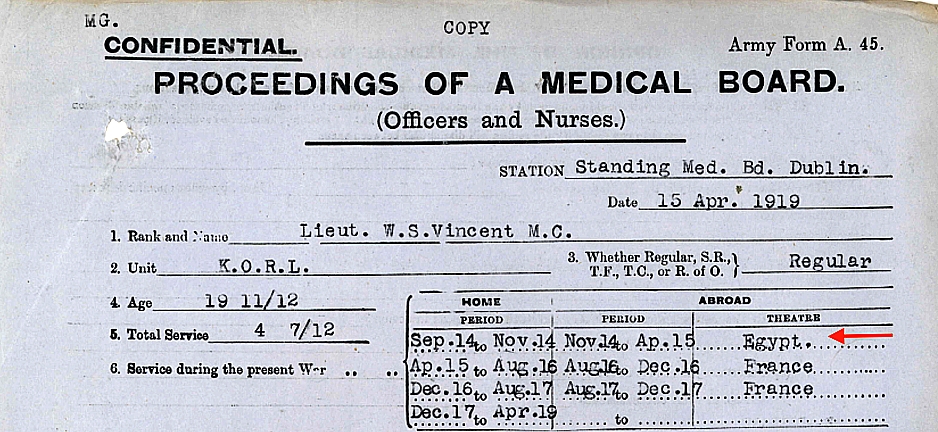 MG.
COPY
CONFIDENTIAL.
Army Form A. 45.
PROCEEDINGS OF A MEDICAL BOARD.
(Officers and Nurses.)
STATION Standing Med. Bd. Dublin.
Date 15 Apr. 1919
1. Rank and Name Lieut. W.S.Vincent M.C.
2. Unit K.O.R.L. 3. Whether Regular, S.R., T.F., T.C., or R. of O. } Regular
4. Age 19 11/12
5. Total Service 4 7/12
6. Service during the present War .. ..
HOME ABROAD
PERIOD PERIOD THEATRE
Sep.14 to Nov.14 Nov.14 to Ap.15 Egypt.
Ap.15 to Aug.16 Aug.16 to Dec.16 France
Dec.16 to Aug.17 Aug.17 to Dec.17 France
Dec.17 to Apr.19 to